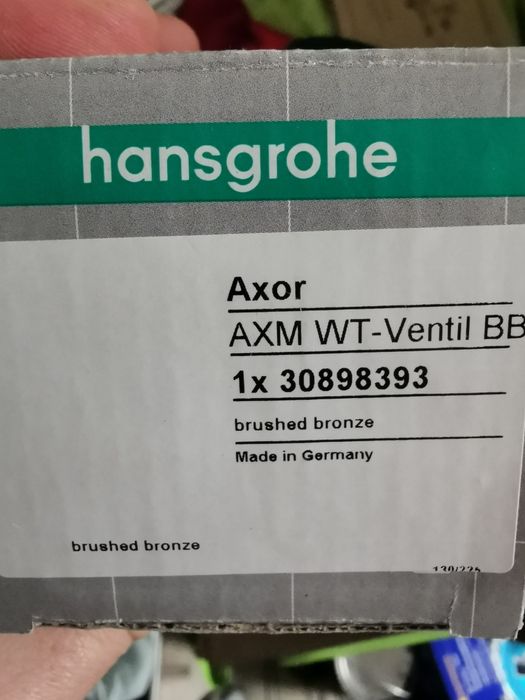 hansgrohe
Axor
AXM WT-Ventil BB
1x 30898393
brushed bronze
Made in Germany
brushed bronze